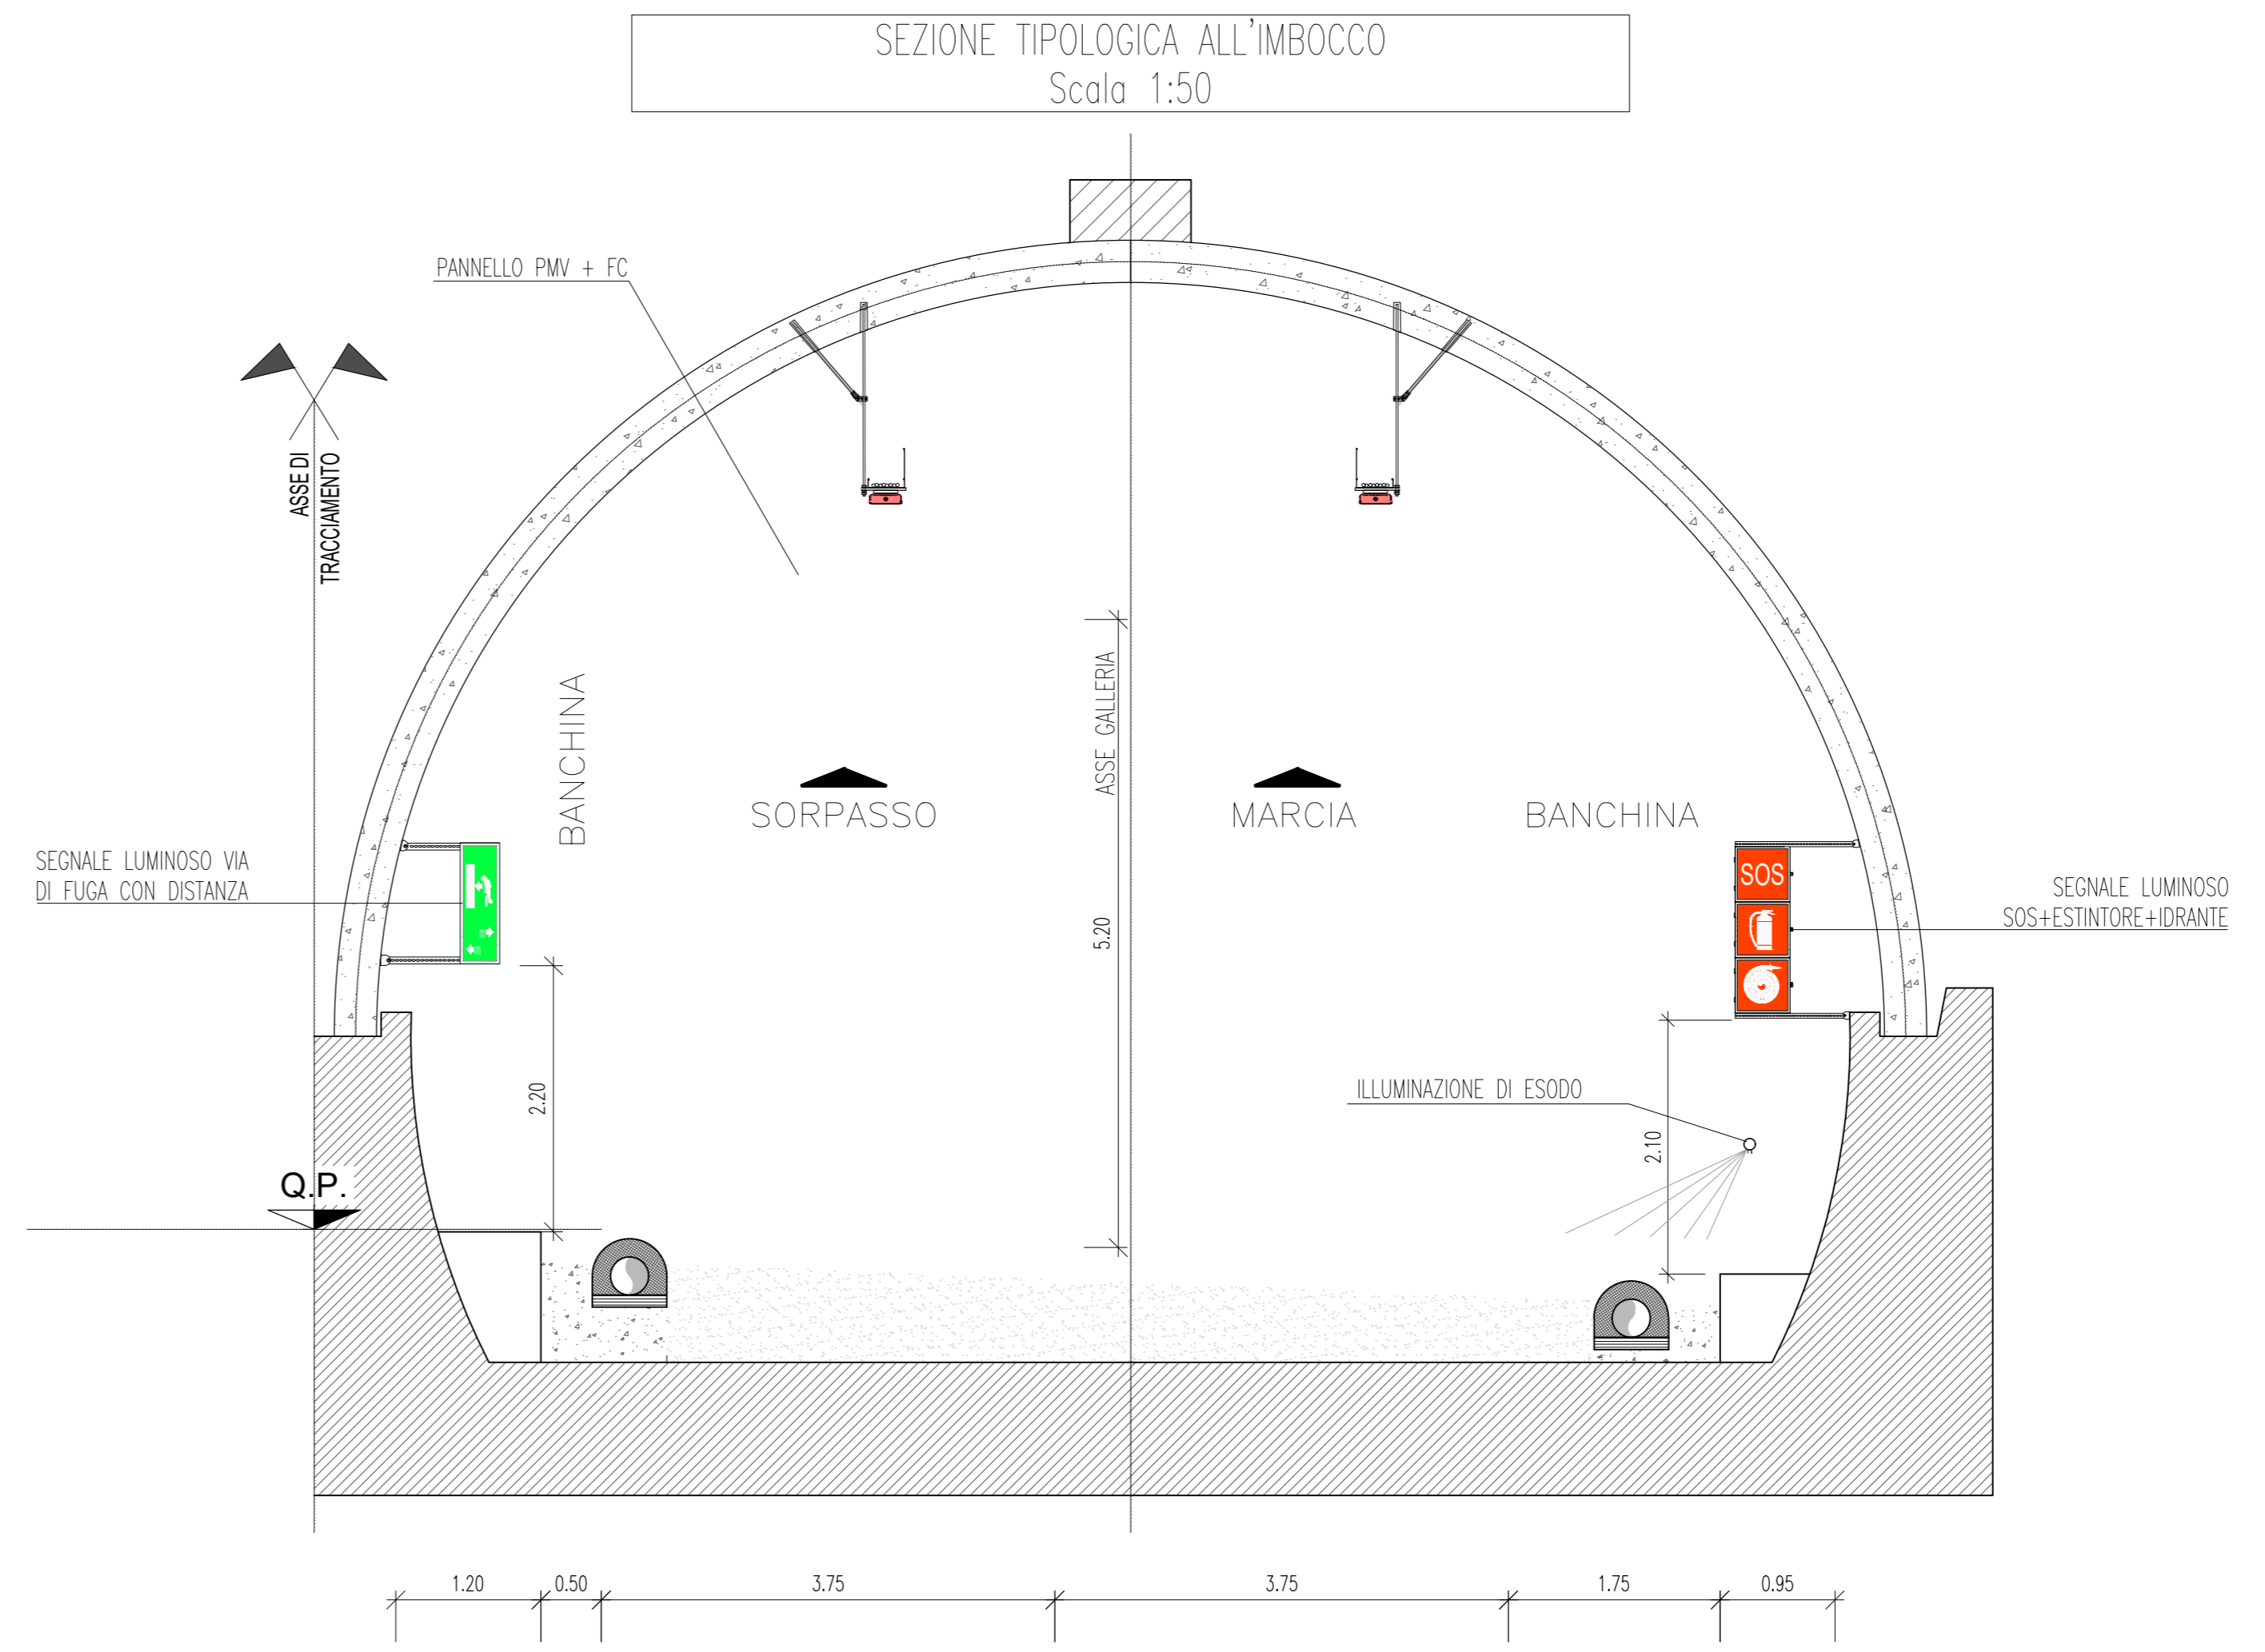 SEZIONE TIPOLOGICA ALL'IMBOCCO
Scala 1:50
PANNELLO PMV + FC
ASSE DI
TRACCIAMENTO
BANCHINA
SORPASSO
ASSE GALLERIA
MARCIA
BANCHINA
SEGNALE LUMINOSO VIA
DI FUGA CON DISTANZA
SOS
SEGNALE LUMINOSO
SOS+ESTINTORE+IDRANTE
5.20
2.20
ILLUMINAZIONE DI ESODO
2.10
Q.P.
1.20 0.50 3.75 3.75 1.75 0.95